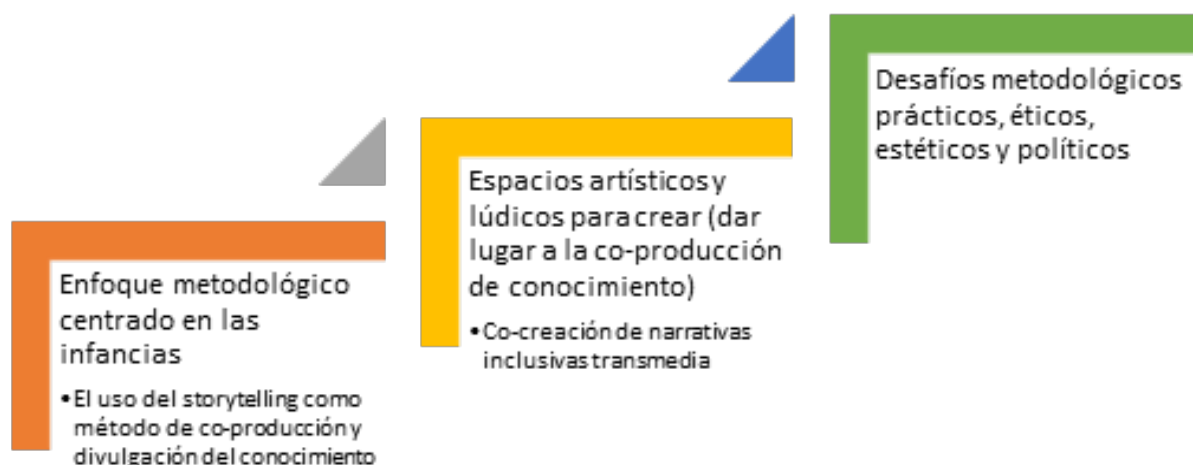 Enfoque metodológico
centrado en las
infancias
•El uso del storytelling como
método de co-producción y
divulgación del conocimiento
Espacios artísticos y
lúdicos para crear (dar
lugar a la co-producción
de conocimiento)
•Co-creación de narrativas
inclusivas transmedia
Desafíos metodológicos
prácticos, éticos,
estéticos y políticos